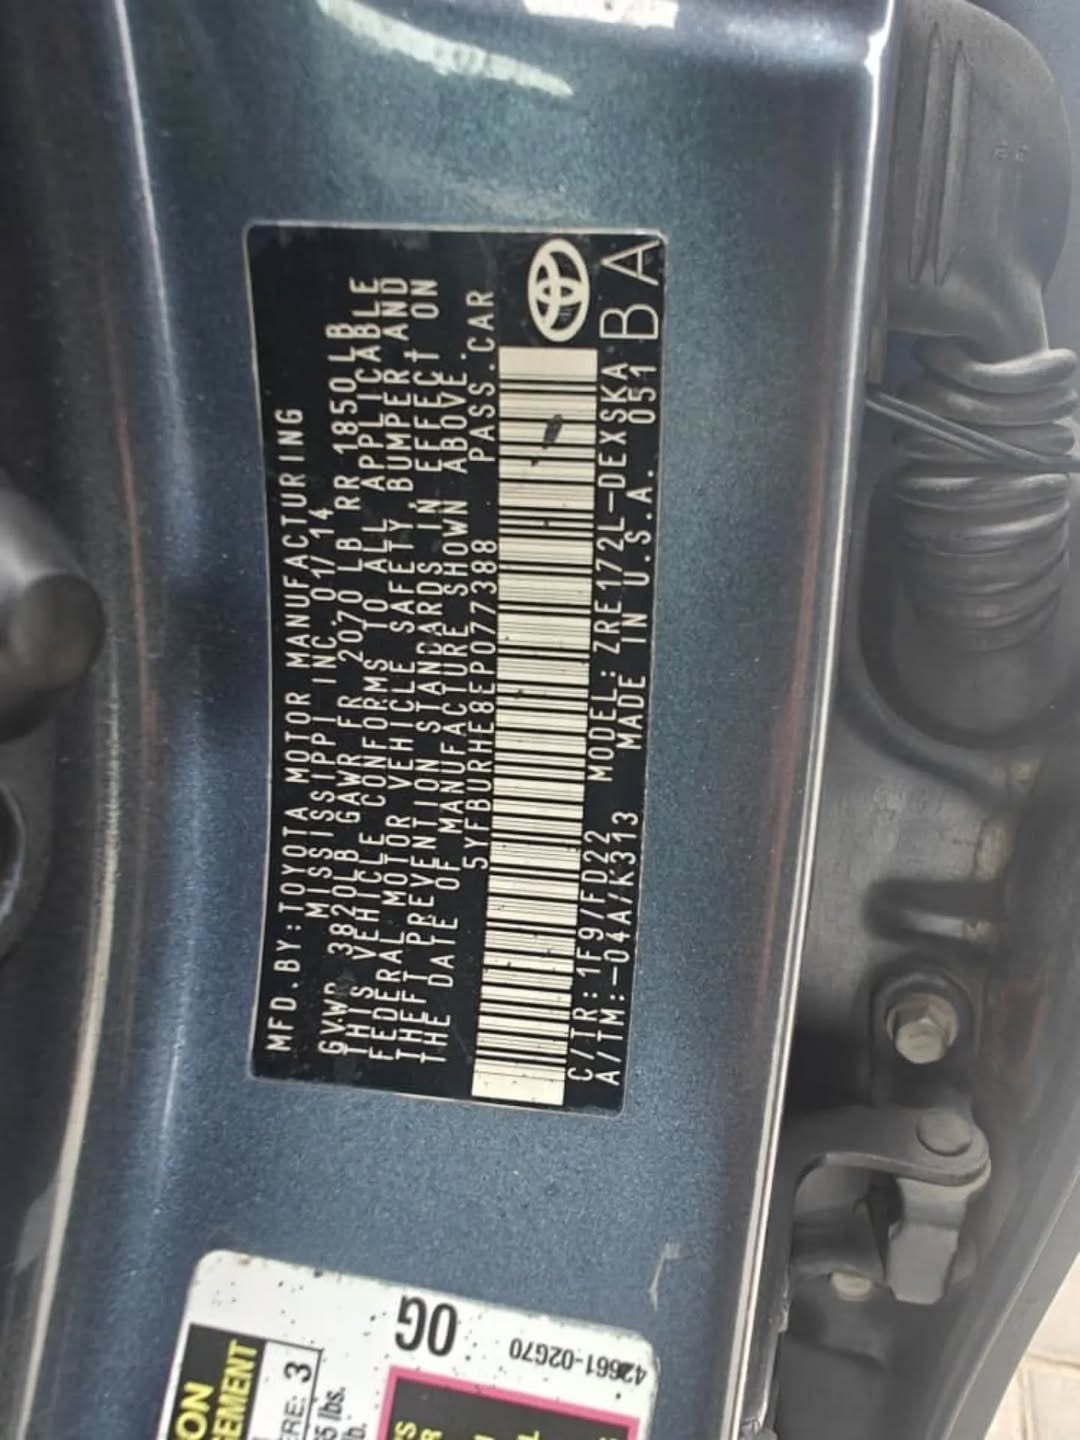 MFD.BY:TOYOTA MOTOR MANUFACTURING
MISSISSIPPI INC. 01/14
GVWR 3820LB GAWR FR 2070 LB RR 1850 LB
THIS VEHICLE CONFORMS TO ALL APPLICABLE
FEDERAL MOTOR VEHICLE SAFETY, BUMPER AND
THEFT PREVENTION STANDARDS IN EFFECT ON
THE DATE OF MANUFACTURE SHOWN ABOVE.
5YFBURHE8EP077388 PASS.CAR
C/TR:1F9/FD22 MODEL:ZRE172L-DEXSKA
A/TM:-04A/K313 MADE IN U.S.A. 051 BA
0G
42661-02G70
3
lbs.